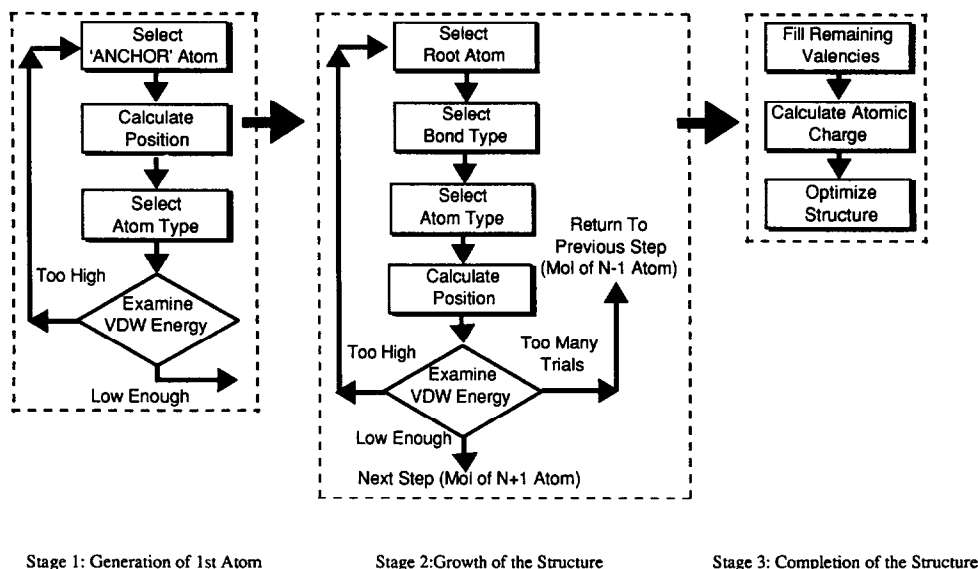 Select
'ANCHOR' Atom
Calculate
Position
Select
Atom Type
Too High
Examine
VDW Energy
Low Enough
Select
Root Atom
Select
Bond Type
Select
Atom Type
Calculate
Position
Return To
Previous Step
(Mol of N-1 Atom)
Too High
Too Many
Trials
Examine
VDW Energy
Low Enough
Next Step (Mol of N+1 Atom)
Fill Remaining
Valencies
Calculate Atomic
Charge
Optimize
Structure
Stage 1: Generation of 1st Atom
Stage 2:Growth of the Structure
Stage 3: Completion of the Structure